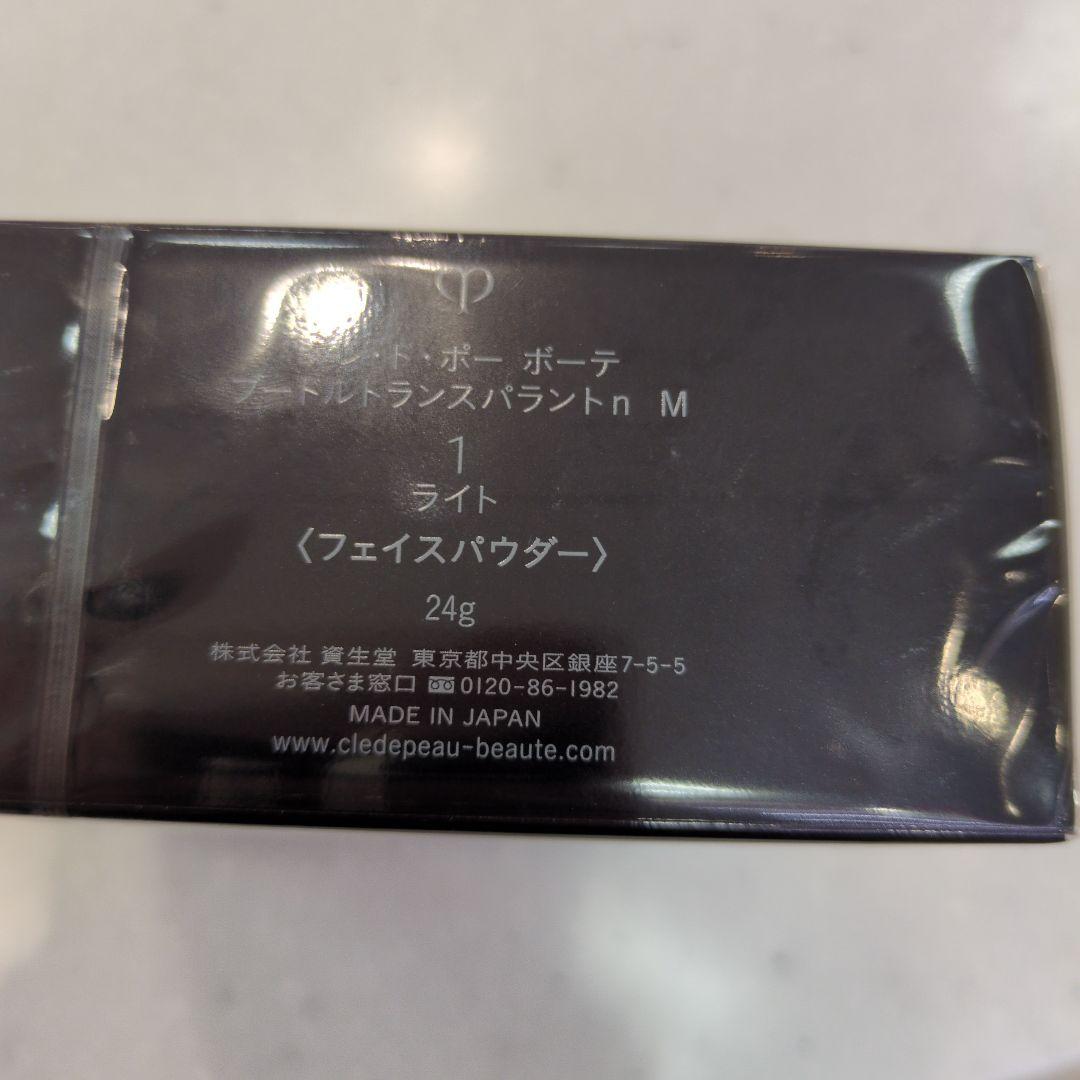 レ・ド・ポー ボーテ
プードルトランスパラントn M
1
ライト
〈フェイスパウダー〉
24g
株式会社 資生堂 東京都中央区銀座7-5-5
お客さま窓口 0120-86-1982
MADE IN JAPAN
www.cledepeau-beaute.com